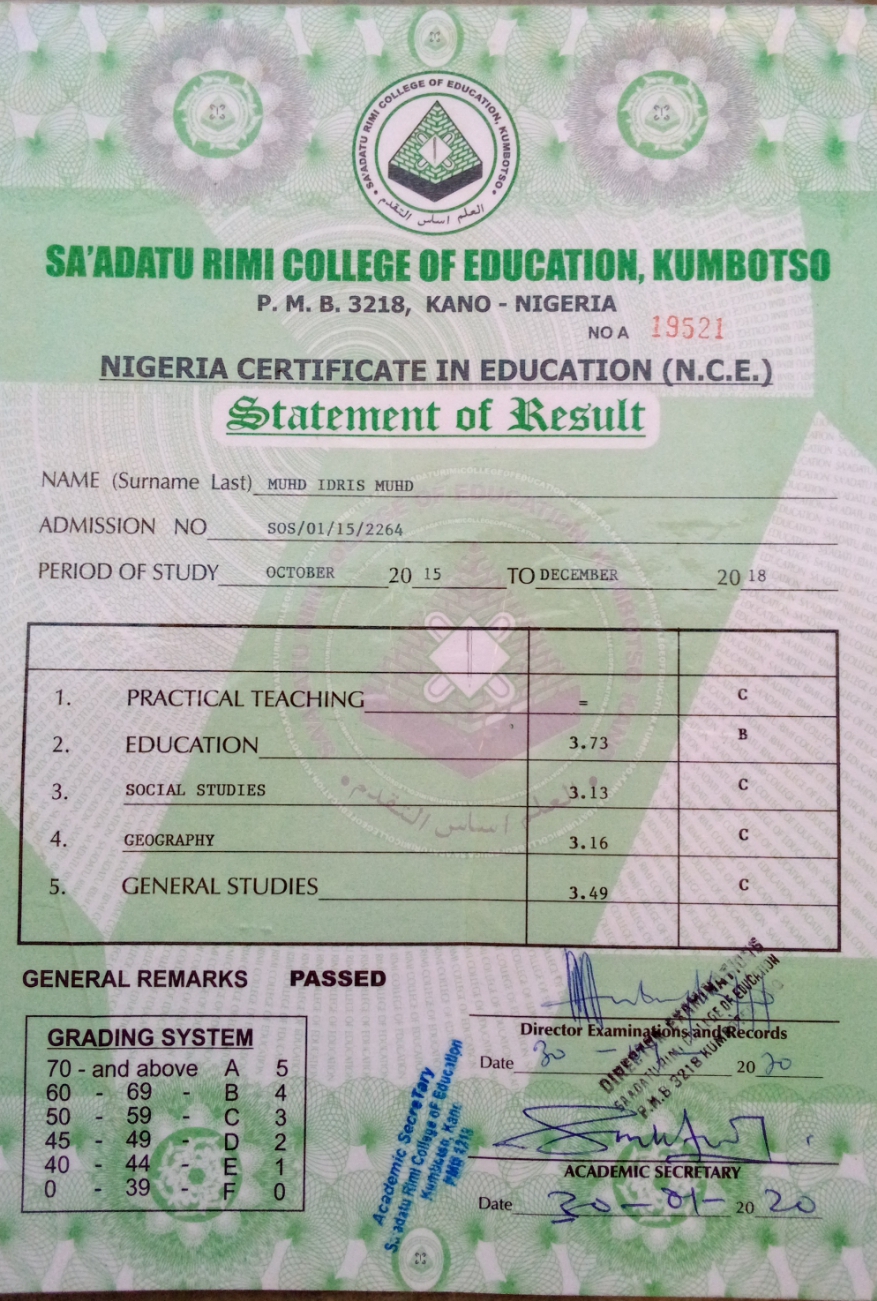 SA'ADATU RIMI COLLEGE OF EDUCATION, KUMBOTSO
العلم اساس التقدم
SA'ADATU RIMI COLLEGE OF EDUCATION, KUMBOTSO
P. M. B. 3218, KANO - NIGERIA
NO A 19521
NIGERIA CERTIFICATE IN EDUCATION (N.C.E.)
Statement of Result
NAME (Surname Last) MUHD IDRIS MUHD
ADMISSION NO SOS/01/15/2264
PERIOD OF STUDY OCTOBER 20 15 TO DECEMBER 20 18
1. PRACTICAL TEACHING = C
2. EDUCATION 3.73 B
3. SOCIAL STUDIES 3.13 C
4. GEOGRAPHY 3.16 C
5. GENERAL STUDIES 3.49 C
GENERAL REMARKS PASSED
GRADING SYSTEM
70 - and above A 5
60 - 69 - B 4
50 - 59 - C 3
45 - 49 - D 2
40 - 44 - E 1
0 - 39 - F 0
Director Examinations and Records
Date 30 - 20 20
DIRECTOR EXAMINATIONS
SAADATU RIMI COLLEGE OF EDUCATION
P.M.B 3218 KUMBOTSO
ACADEMIC SECRETARY
Date 30-01-20 20
Academic Secretary
Sa'adatu Rimi College of Education
Kumbotso, Kano
PMB 3218